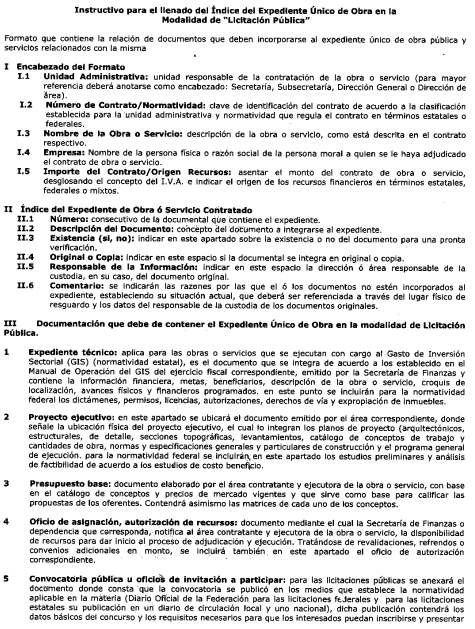 Instructivo para el llenado del Índice del Expediente Único de Obra en la
Modalidad de "Licitación Pública"
Formato que contiene la relación de documentos que deben incorporarse al expediente único de obra pública y
servicios relacionados con la misma
I Encabezado del Formato
I.1 Unidad Administrativa: unidad responsable de la contratación de la obra o servicio (para mayor
referencia deberá anotarse como encabezado: Secretaría, Subsecretaría, Dirección General o Dirección de
área).
I.2 Número de Contrato/Normatividad: clave de identificación del contrato de acuerdo a la clasificación
establecida para la unidad administrativa y normatividad que regula el contrato en términos estatales o
federales.
I.3 Nombre de la Obra o Servicio: descripción de la obra o servicio, como está descrita en el contrato
respectivo.
I.4 Empresa: Nombre de la persona física o razón social de la persona moral a quien se le haya adjudicado
el contrato de obra o servicio.
I.5 Importe del Contrato/Origen Recursos: asentar el monto del contrato de obra o servicio,
desglosando el concepto del I.V.A. e indicar el origen de los recursos financieros en términos estatales,
federales o mixtos.
II Índice del Expediente de Obra ó Servicio Contratado
II.1 Número: consecutivo de la documental que contiene el expediente.
II.2 Descripción del Documento: concepto del documento a integrarse al expediente.
II.3 Existencia (si, no): indicar en este apartado sobre la existencia o no del documento para una pronta
verificación.
II.4 Original o Copia: indicar en este espacio si la documental se integra en original o copia.
II.5 Responsable de la Información: indicar en este espacio la dirección ó área responsable de la
custodia, en su caso, del documento original.
II.6 Comentario: se indicarán las razones por las que el ó los documentos no estén incorporados al
expediente, estableciendo su situación actual, que deberá ser referenciada a través del lugar físico de
resguardo y los datos del responsable de la custodia de los documentos originales.
III Documentación que debe de contener el Expediente Único de Obra en la modalidad de Licitación
Pública.
1 Expediente técnico: aplica para las obras o servicios que se ejecutan con cargo al Gasto de Inversión
Sectorial (GIS) (normatividad estatal), es el documento que se integra de acuerdo a los establecido en el
Manual de Operación del GIS del ejercicio fiscal correspondiente, emitido por la Secretaría de Finanzas y
contiene la información financiera, metas, beneficiarios, descripción de la obra o servicio, croquis de
localización, avances físicos y financieros programados. en este punto se incluirán para la normatividad
federal los dictámenes, permisos, licencias, autorizaciones, derechos de vía y expropiación de inmuebles.
2 Proyecto ejecutivo: en este apartado se ubicará el documento emitido por el área correspondiente, donde
señale la ubicación física del proyecto ejecutivo, el cual lo integran los planos de proyecto (arquitectónicos,
estructurales, de detalle, secciones topográficas, levantamientos, catálogo de conceptos de trabajo y
cantidades de obra, normas y especificaciones generales y particulares de construcción y el programa general
de ejecución. para la normatividad federal se incluirán en este apartado los estudios preliminares y análisis
de factibilidad de acuerdo a los estudios de costo beneficio.
3 Presupuesto base: documento elaborado por el área contratante y ejecutora de la obra o servicio, con base
en el catálogo de conceptos y precios de mercado vigentes y que sirve como base para calificar las
propuestas de los oferentes. Contendrá asimismo las matrices de cada uno de los conceptos.
4 Oficio de asignación, autorización de recursos: documento mediante el cual la Secretaría de Finanzas o
dependencia que corresponda, notifica al área contratante y ejecutora de la obra o servicio, la disponibilidad
de recursos para dar inicio al proceso de adjudicación y ejecución. Tratándose de revalidaciones, refrendos o
convenios adicionales en monto, se incluirá también en este apartado el oficio de autorización
correspondiente.
5 Convocatoria pública u oficios de invitación a participar: para las licitaciones públicas se anexará el
documento donde consta que la convocatoria se publicó en los medios que establece la normatividad
aplicable en la materia (Diario Oficial de la Federación para las licitaciones federales y para las licitaciones
estatales su publicación en un diario de circulación local y uno nacional), dicha publicación contendrá los
datos básicos del concurso y los requisitos necesarios para que los interesados puedan inscribirse y presentar